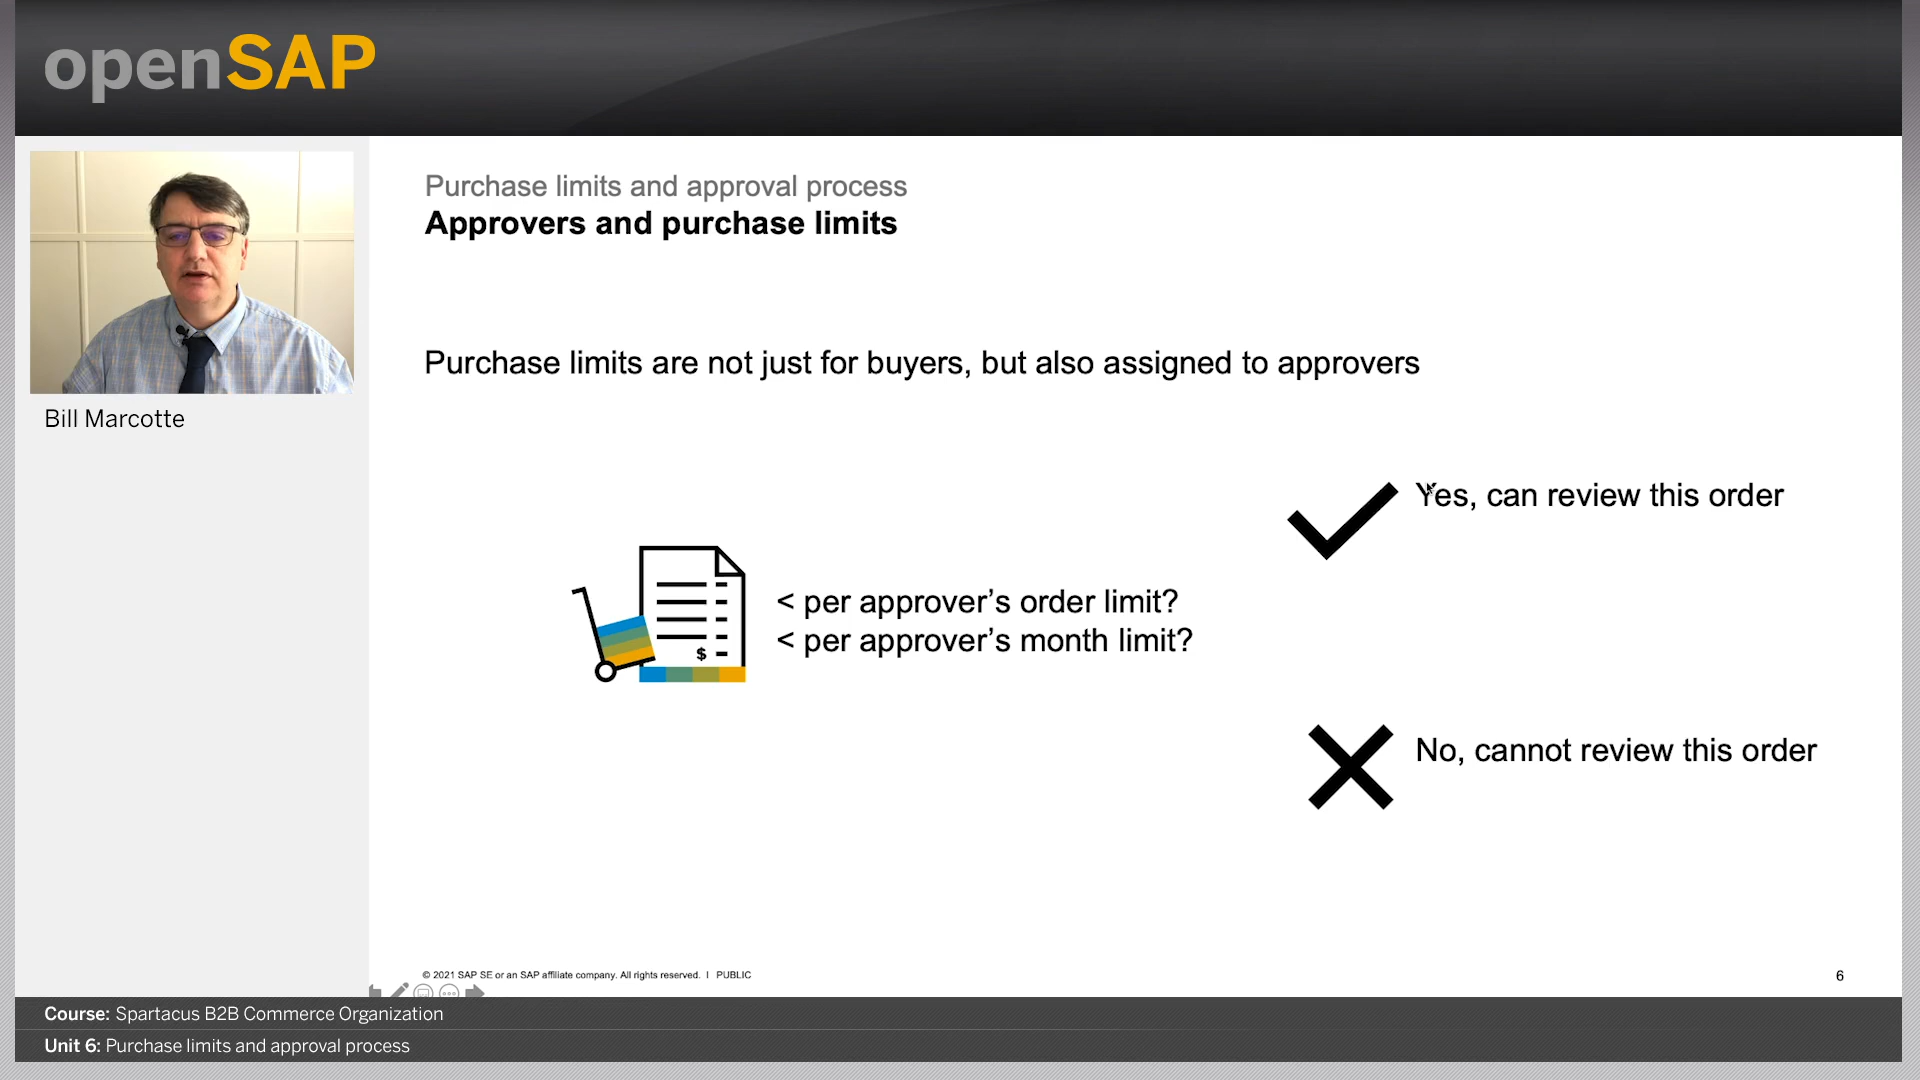 openSAP
Bill Marcotte
Purchase limits and approval process
Approvers and purchase limits
Purchase limits are not just for buyers, but also assigned to approvers
Yes, can review this order
$
< per approver’s order limit?
< per approver’s month limit?
No, cannot review this order
© 2021 SAP SE or an SAP affiliate company. All rights reserved. I PUBLIC
6
Course: Spartacus B2B Commerce Organization
Unit 6: Purchase limits and approval process